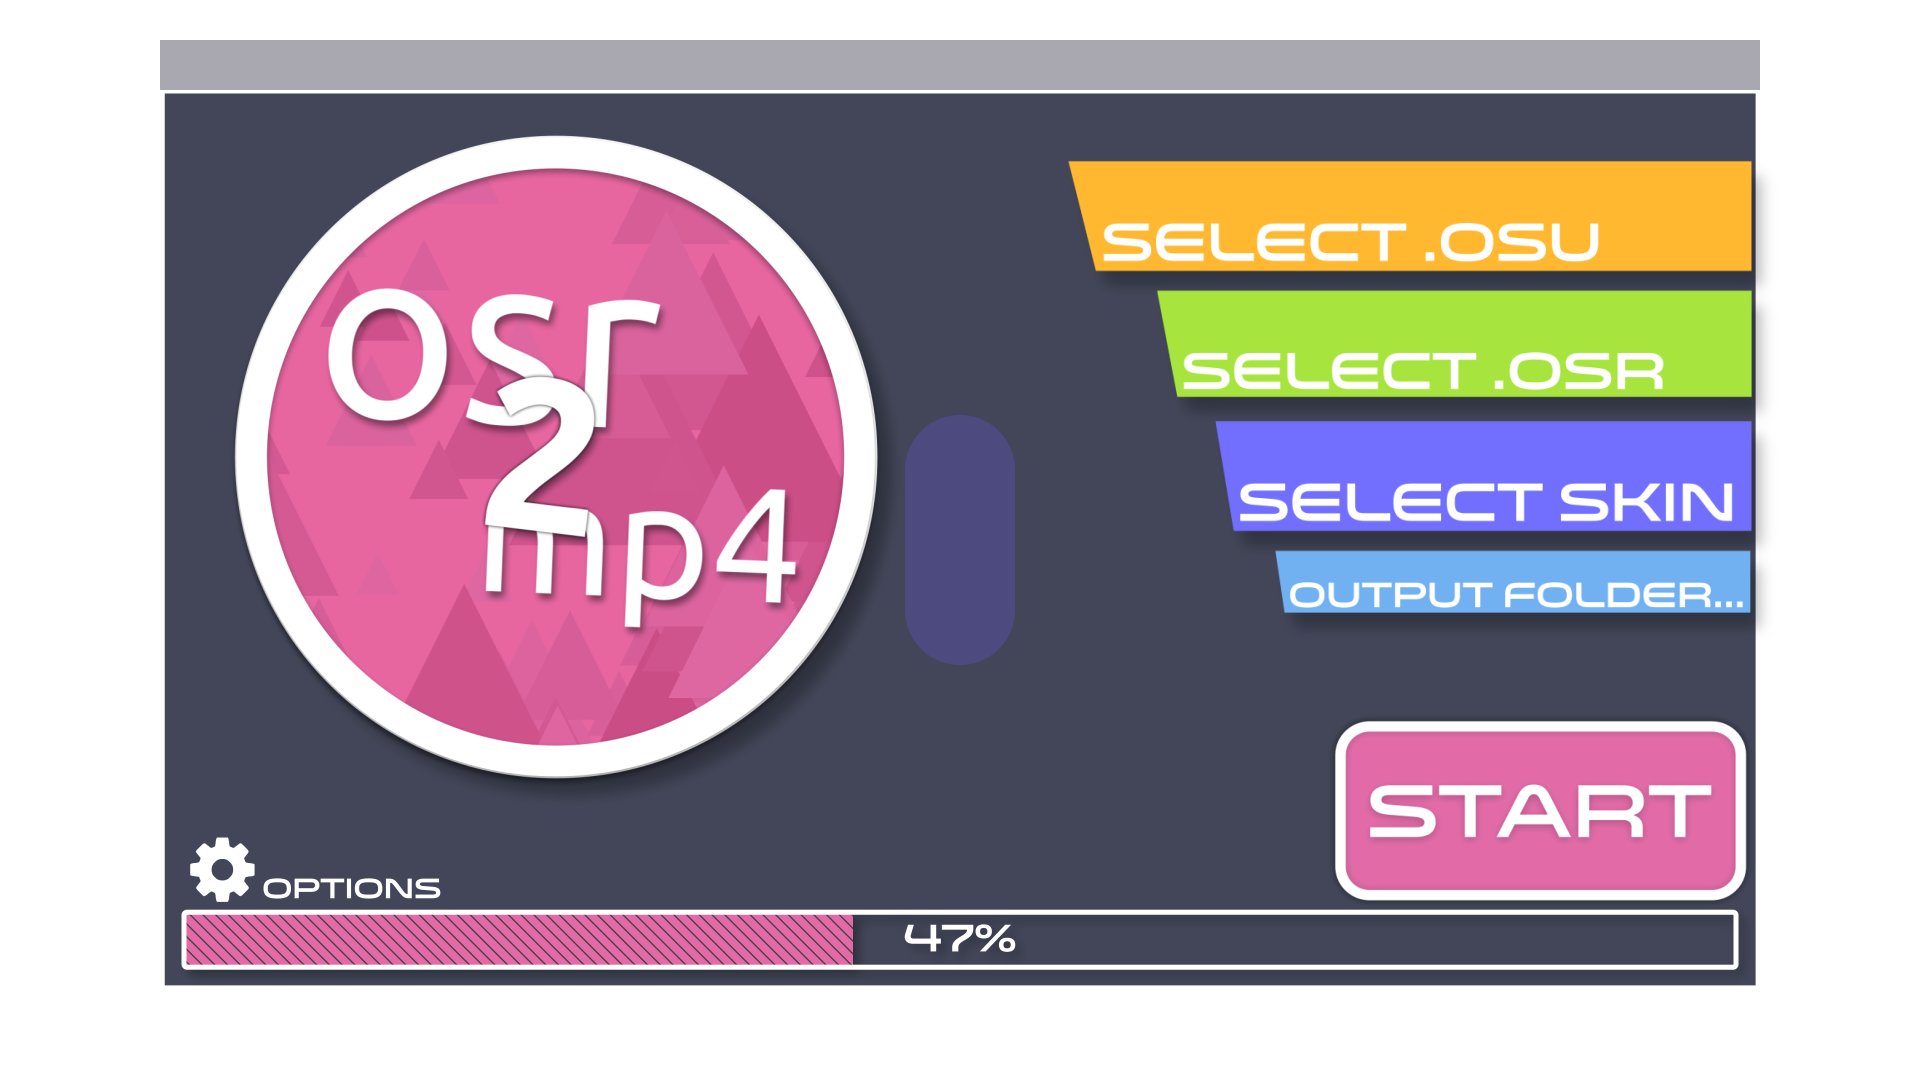 osr
2
mp4
SELECT .OSU
SELECT .OSR
SELECT SKIN
OUTPUT FOLDER...
START
OPTIONS
47%